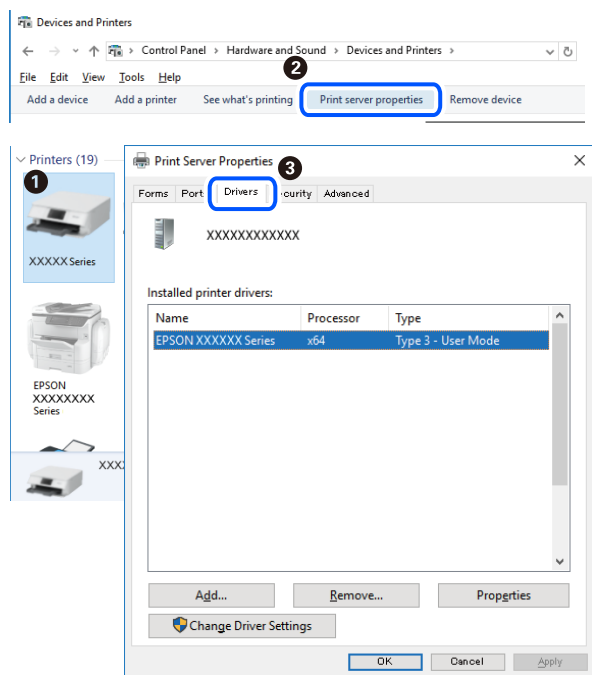 Devices and Printers
Control Panel > Hardware and Sound > Devices and Printers >
2
File Edit View Tools Help
Add a device Add a printer See what's printing Print server properties Remove device
Printers (19)
1
XXXXX Series
EPSON
XXXXXXXX
Series
Print Server Properties
3
Forms Port Drivers curity Advanced
XXXXXXXXXXXX
Installed printer drivers:
Name Processor Type
EPSON XXXXXX Series x64 Type 3 - User Mode
Add... Remove... Properties
Change Driver Settings
OK Cancel Apply